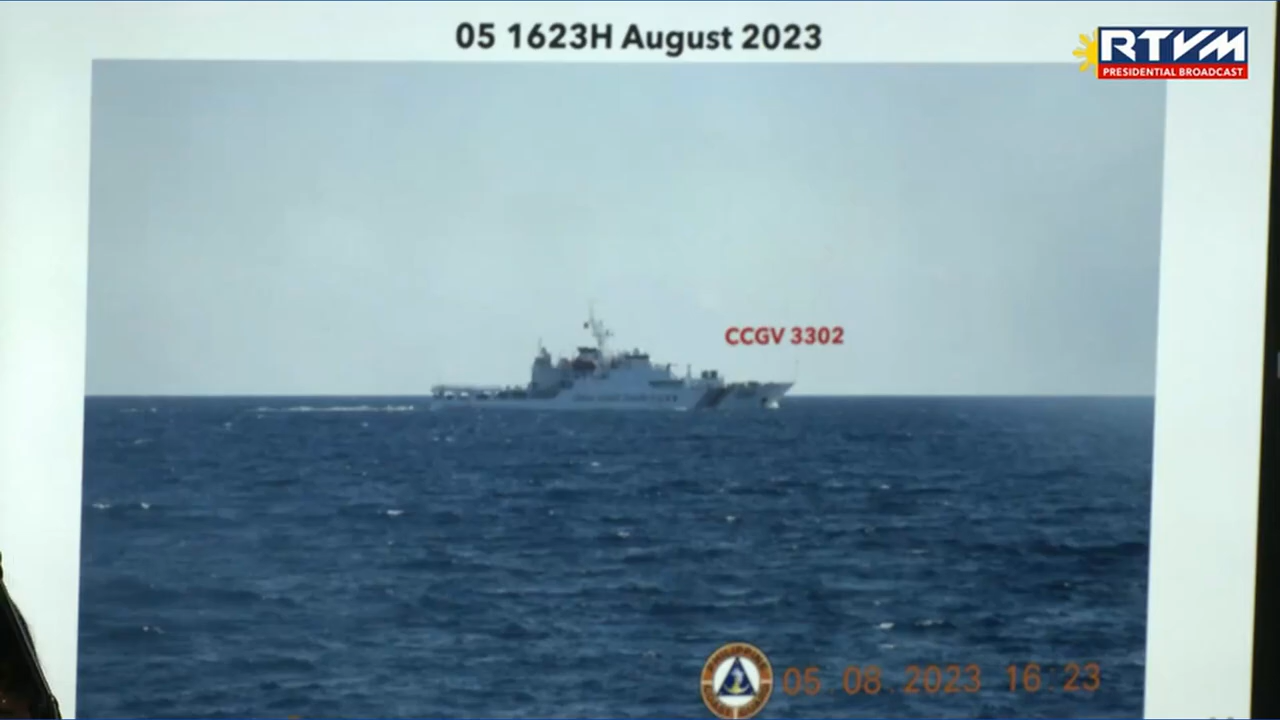 05 1623H August 2023
RTVM
PRESIDENTIAL BROADCAST
CCGV 3302
05.08.2023 16:23